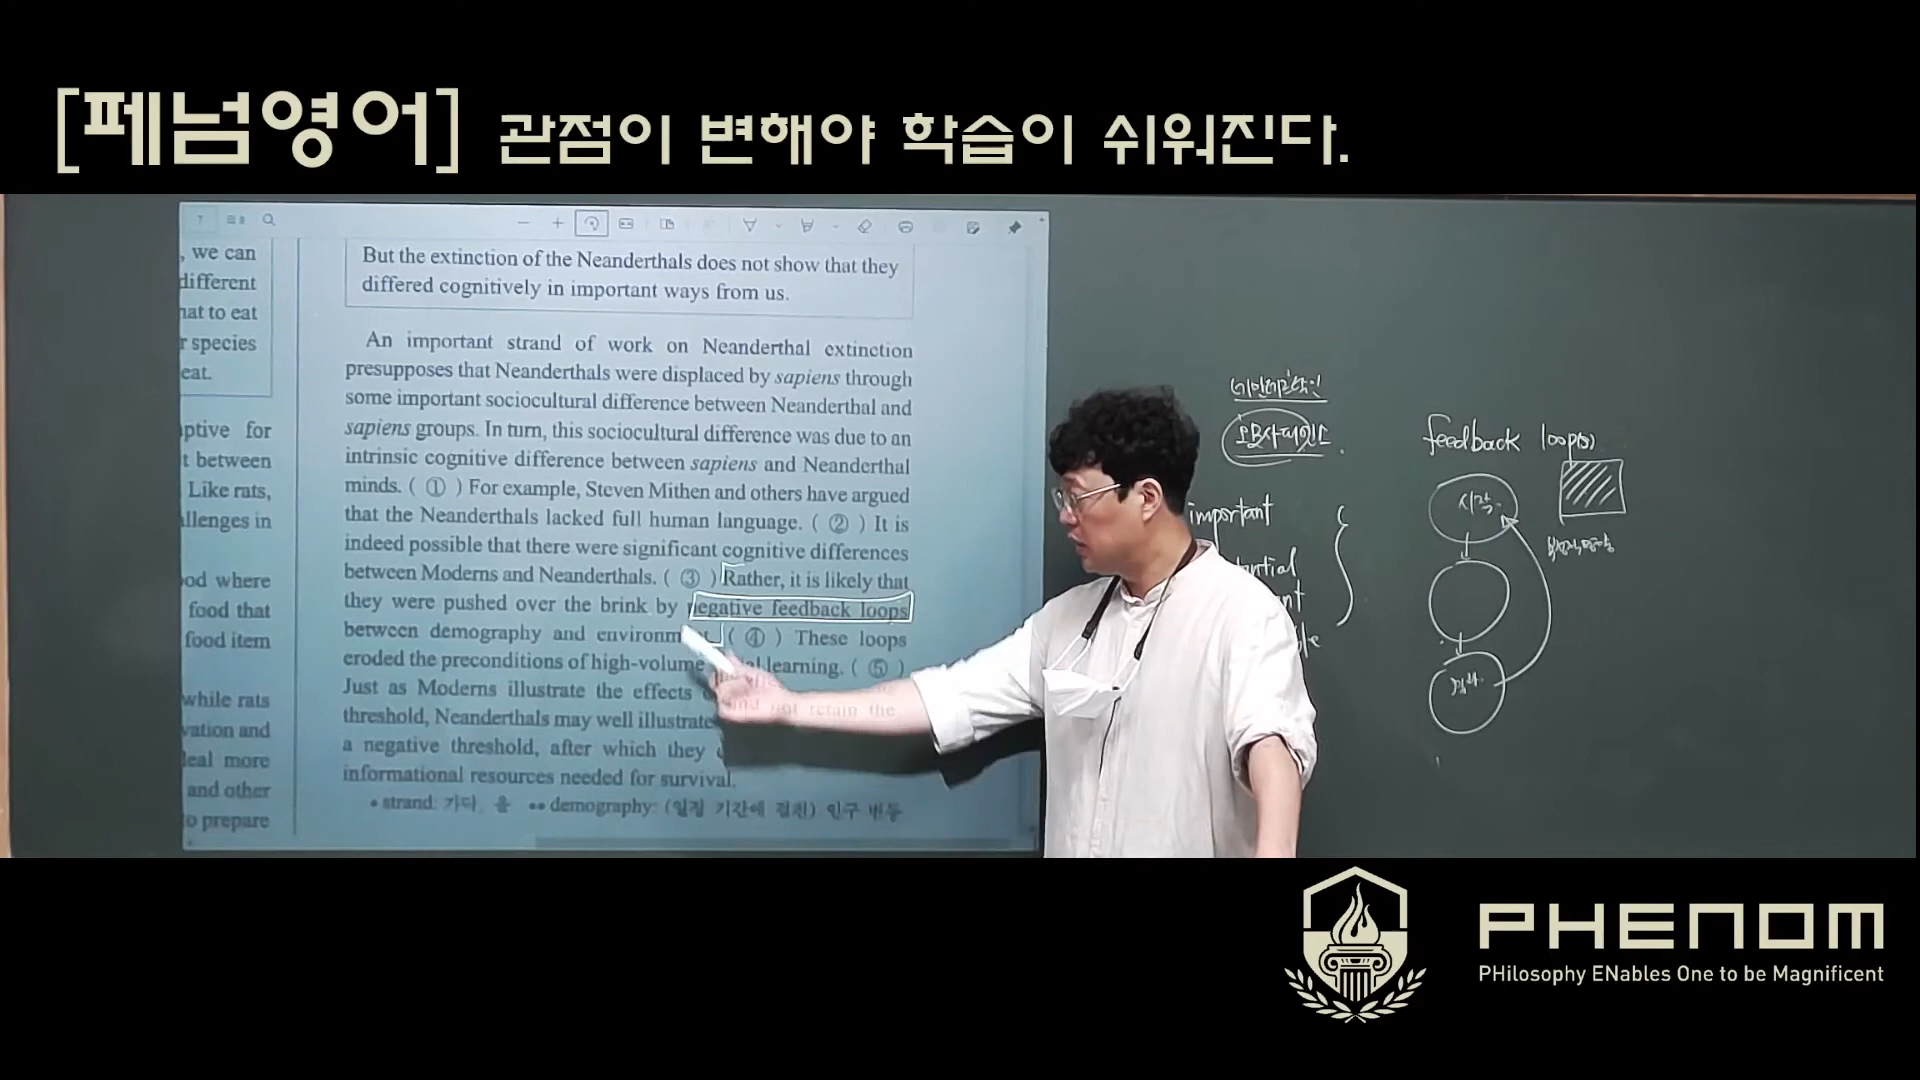 [페넘영어] 관점이 변해야 학습이 쉬워진다.
7
, we can
different
hat to eat
r species
eat.
ptive for
t between
Like rats,
llenges in
od where
food that
food item
while rats
vation and
deal more
and other
to prepare
But the extinction of the Neanderthals does not show that they
differed cognitively in important ways from us.
An important strand of work on Neanderthal extinction
presupposes that Neanderthals were displaced by sapiens through
some important sociocultural difference between Neanderthal and
sapiens groups. In turn, this sociocultural difference was due to an
intrinsic cognitive difference between sapiens and Neanderthal
minds. ( ① ) For example, Steven Mithen and others have argued
that the Neanderthals lacked full human language. ( ② ) It is
indeed possible that there were significant cognitive differences
between Moderns and Neanderthals. ( ③ ) Rather, it is likely that
they were pushed over the brink by negative feedback loops
between demography and environment. ( ④ ) These loops
eroded the preconditions of high-volume learning. ( ⑤ )
Just as Moderns illustrate the effects
threshold, Neanderthals may well illustrate
a negative threshold, after which they and not retain the
informational resources needed for survival.
* strand: 가닥, 올 ** demography: (일정 기간에 걸친) 인구 변동
important
feedback loop(s)
시작
PHENOM
PHilosophy ENables One to be Magnificent